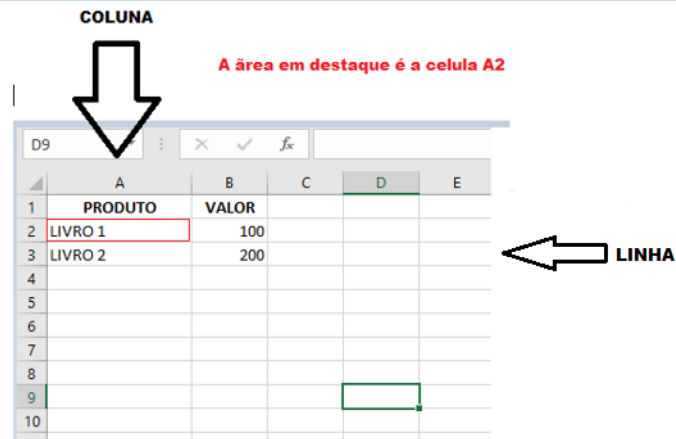 COLUNA
A ãrea em destaque é a celula A2
D9 fx
A B C D E
1 PRODUTO VALOR
2 LIVRO 1 100
3 LIVRO 2 200
LINHA
4
5
6
7
8
9
10